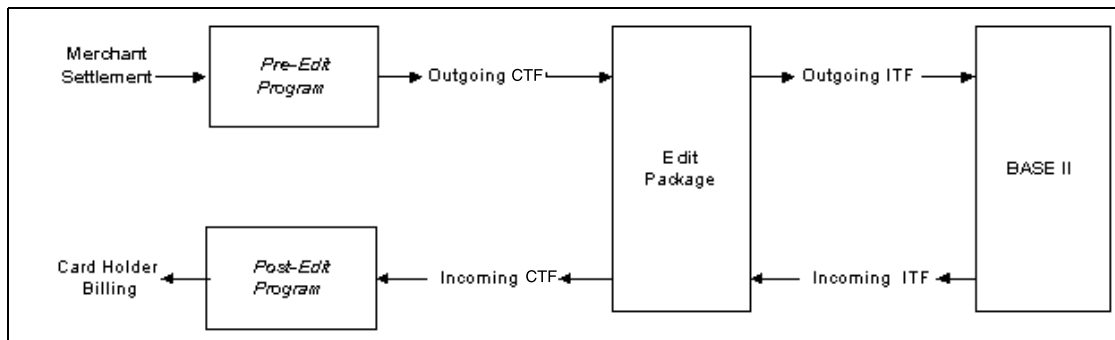 Merchant
Settlement
Pre-Edit
Program
Outgoing CTF
Edit
Package
Outgoing ITF
BASE II
Card Holder
Billing
Post-Edit
Program
Incoming CTF
Incoming ITF